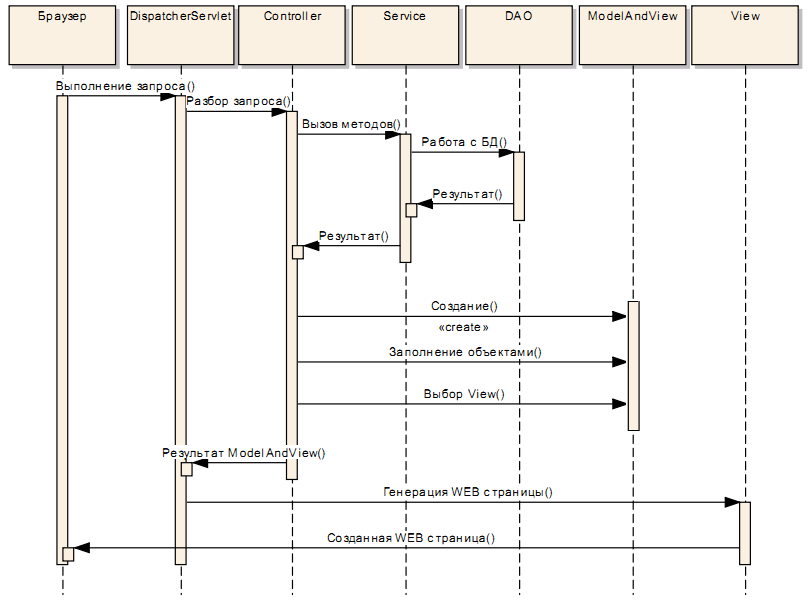 Браузер
DispatcherServlet
Controller
Service
DAO
ModelAndView
View
Выполнение запроса()
Разбор запроса()
Вызов методов()
Работа с БД()
Результат()
Результат()
Создание()
«create»
Заполнение объектами()
Выбор View()
Результат ModelAndView()
Генерация WEB страницы()
Созданная WEB страница()